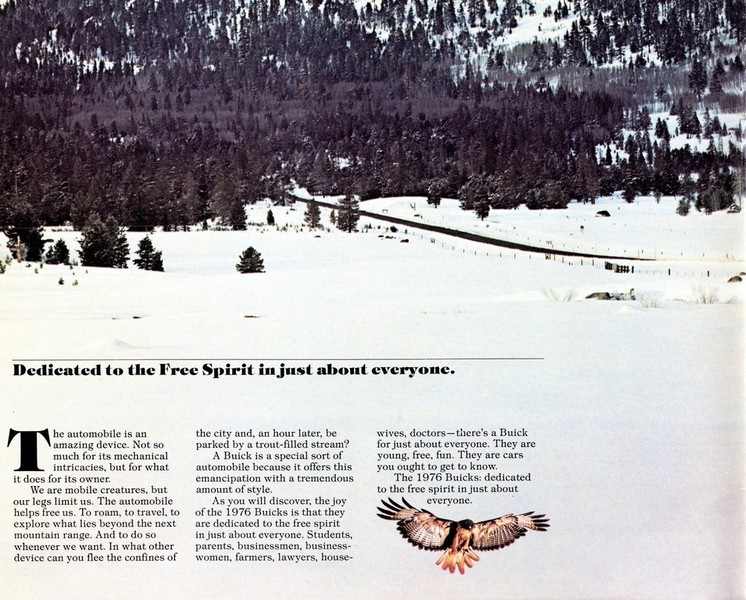 Dedicated to the Free Spirit in just about everyone.
The automobile is an
amazing device. Not so
much for its mechanical
intricacies, but for what
it does for its owner.
We are mobile creatures, but
our legs limit us. The automobile
helps free us. To roam, to travel, to
explore what lies beyond the next
mountain range. And to do so
whenever we want. In what other
device can you flee the confines of
the city and, an hour later, be
parked by a trout-filled stream?
A Buick is a special sort of
automobile because it offers this
emancipation with a tremendous
amount of style.
As you will discover, the joy
of the 1976 Buicks is that they
are dedicated to the free spirit
in just about everyone. Students,
parents, businessmen, business-
women, farmers, lawyers, house-
wives, doctors—there's a Buick
for just about everyone. They are
young, free, fun. They are cars
you ought to get to know.
The 1976 Buicks: dedicated
to the free spirit in just about
everyone.